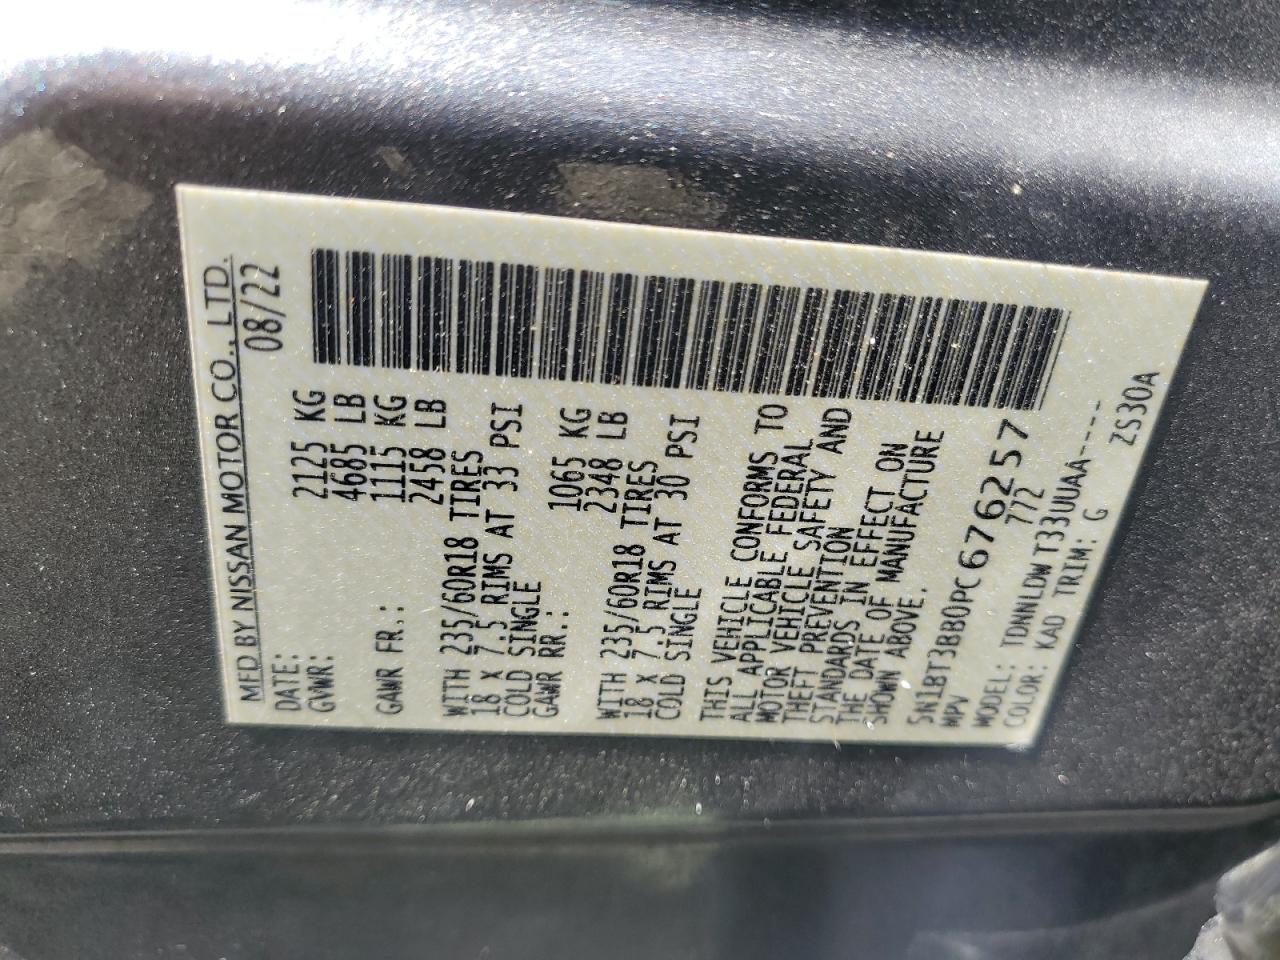 MFD BY NISSAN MOTOR CO., LTD.
DATE: 08/22
GVWR: 2125 KG
4685 LB
GAWR FR.: 1115 KG
2458 LB
WITH 235/60R18 TIRES
18 X 7.5 RIMS AT 33 PSI
COLD SINGLE
GAWR RR.: 1065 KG
2348 LB
WITH 235/60R18 TIRES
18 X 7.5 RIMS AT 30 PSI
COLD SINGLE
THIS VEHICLE CONFORMS TO
ALL APPLICABLE FEDERAL
MOTOR VEHICLE SAFETY AND
THEFT PREVENTION
STANDARDS IN EFFECT ON
THE DATE OF MANUFACTURE
SHOWN ABOVE.
5N1BT3BB0PC676257
MPV 772
MODEL: TDNNLDWT33UUAA----
COLOR: KAD TRIM: G ZS30A